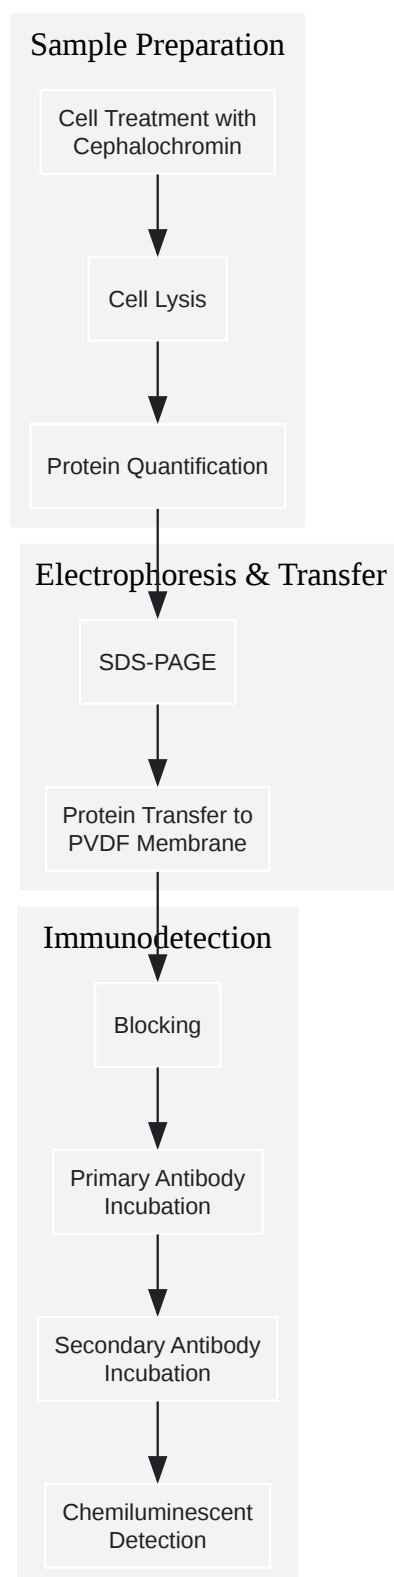 Sample Preparation
Cell Treatment with
Cephalochromin
Cell Lysis
Protein Quantification
Electrophoresis & Transfer
SDS-PAGE
Protein Transfer to
PVDF Membrane
Immunodetection
Blocking
Primary Antibody
Incubation
Secondary Antibody
Incubation
Chemiluminescent
Detection